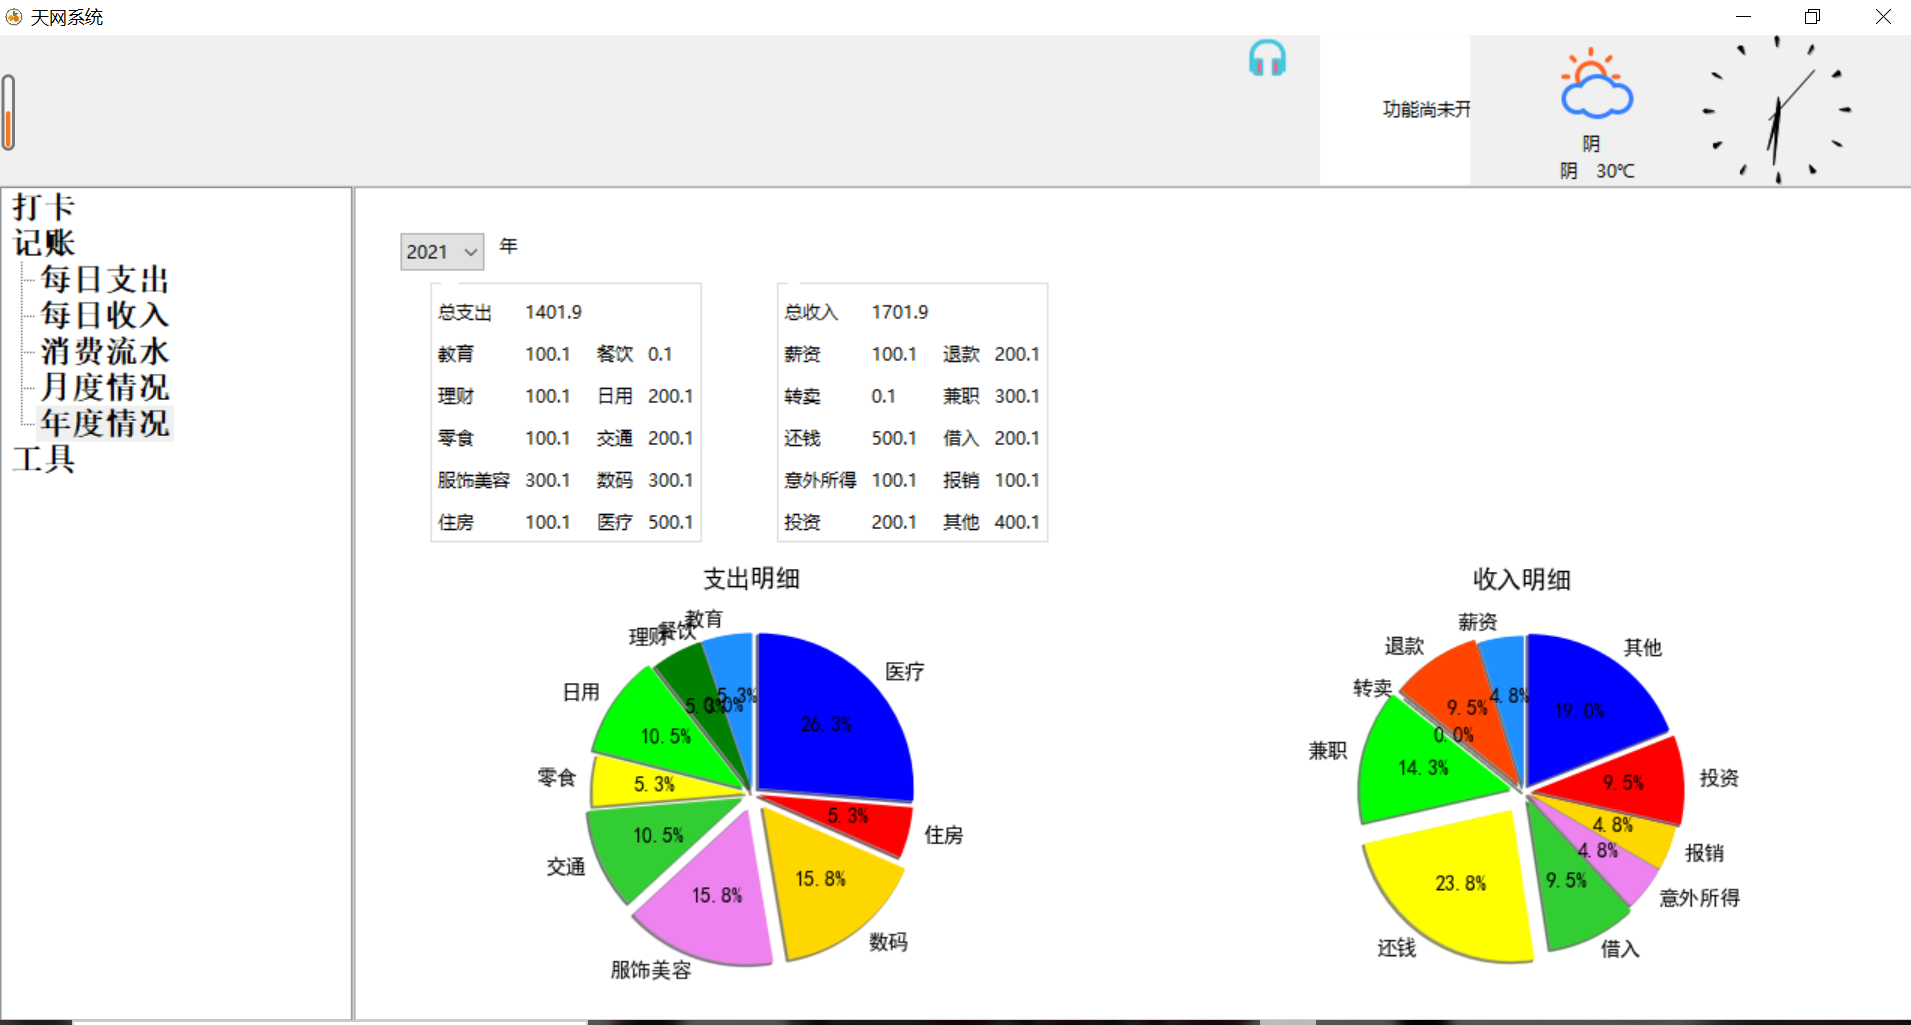 天网系统
功能尚未开
阴
阴 30℃
打卡
记账
每日支出
每日收入
消费流水
月度情况
年度情况
工具
2021 年
总支出 1401.9
教育 100.1 餐饮 0.1
理财 100.1 日用 200.1
零食 100.1 交通 200.1
服饰美容 300.1 数码 300.1
住房 100.1 医疗 500.1
总收入 1701.9
薪资 100.1 退款 200.1
转卖 0.1 兼职 300.1
还钱 500.1 借入 200.1
意外所得 100.1 报销 100.1
投资 200.1 其他 400.1
支出明细
教育
餐饮
理财
日用
零食
交通
服饰美容
数码
住房
医疗
5.3%
0.0%
5.3%
10.5%
5.3%
10.5%
15.8%
15.8%
5.3%
26.3%
收入明细
薪资
退款
转卖
兼职
还钱
借入
意外所得
报销
投资
其他
4.8%
9.5%
0.0%
14.3%
23.8%
9.5%
4.8%
4.8%
9.5%
19.0%